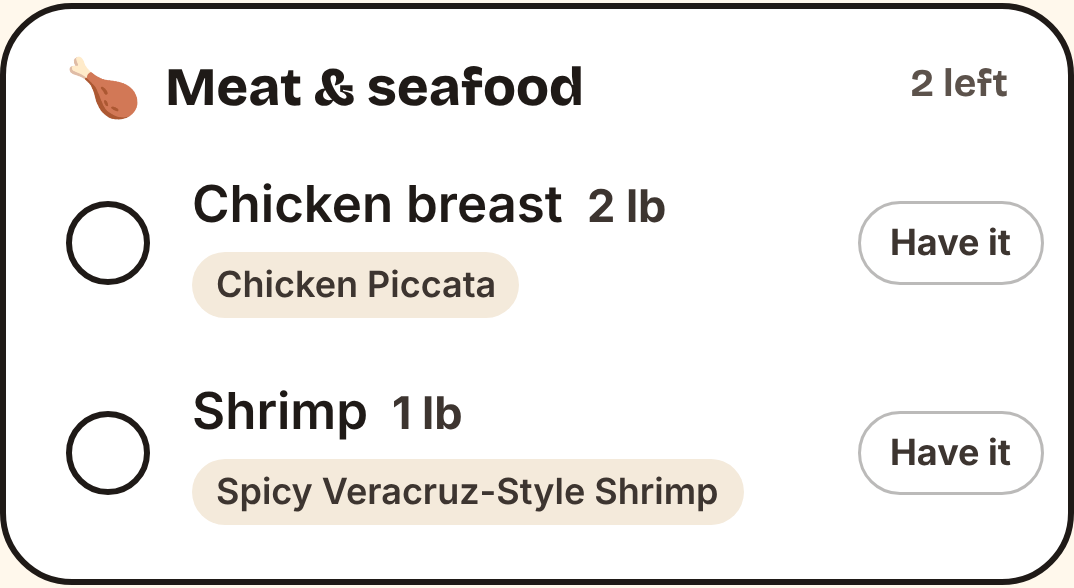 Meat & seafood 2 left
Chicken breast 2 lb
Have it
Chicken Piccata
Shrimp 1 lb
Have it
Spicy Veracruz-Style Shrimp